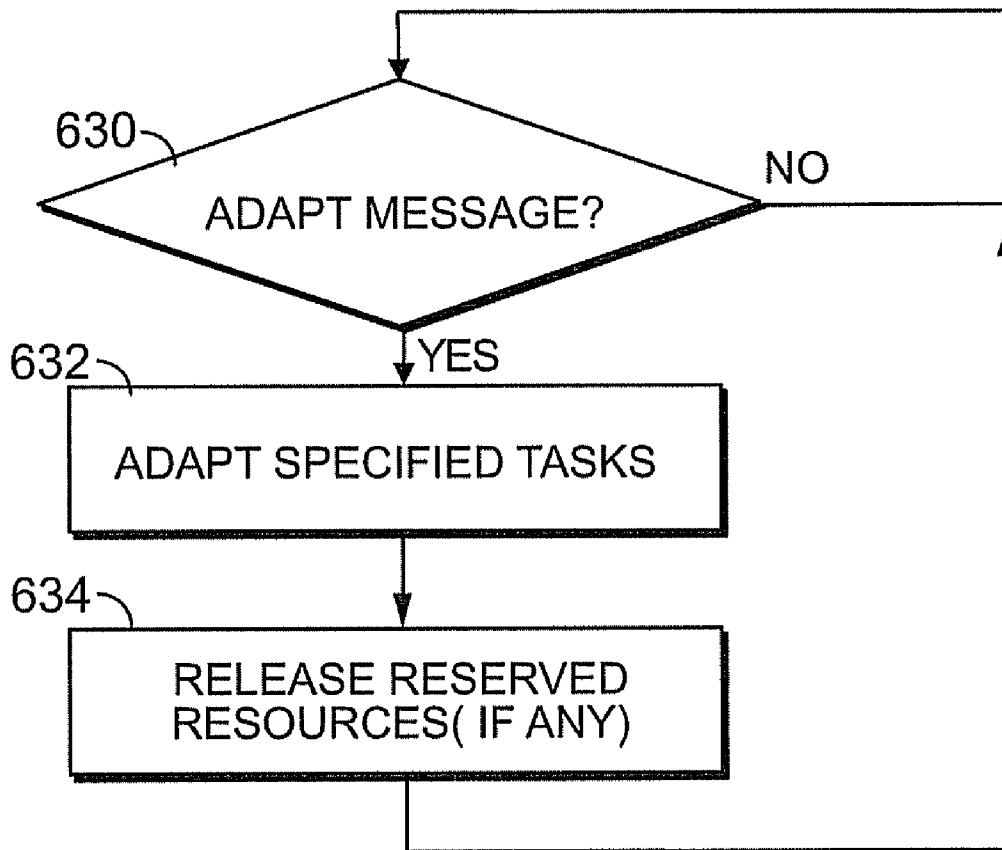 630
ADAPT MESSAGE?
NO
YES
632
ADAPT SPECIFIED TASKS
634
RELEASE RESERVED
RESOURCES( IF ANY)